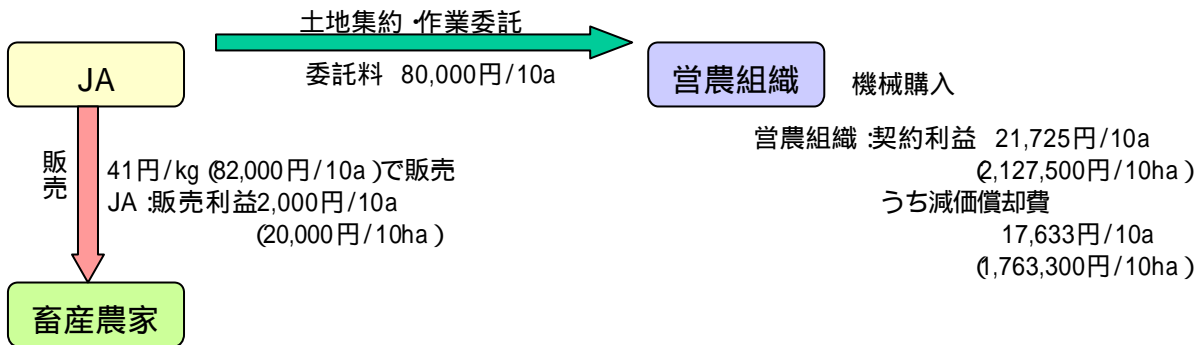 土地集約・作業委託
JA
委託料 80,000円/10a
営農組織
機械購入
営農組織：契約利益 21,725円/10a
(2,127,500円/10ha)
うち減価償却費
17,633円/10a
(1,763,300円/10ha)
販売
41円/kg(82,000円/10a)で販売
JA：販売利益2,000円/10a
(20,000円/10ha)
畜産農家